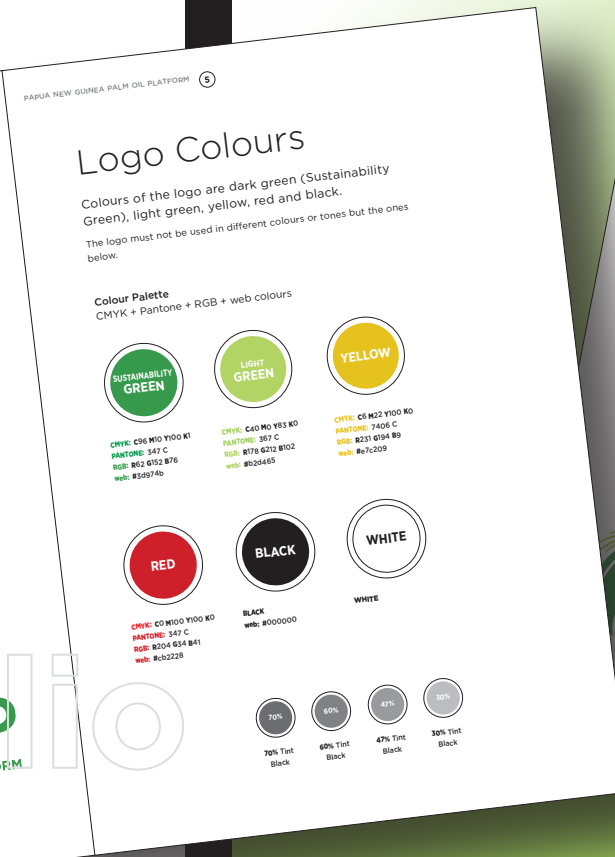 PAPUA NEW GUINEA PALM OIL PLATFORM 5
Logo Colours
Colours of the logo are dark green (Sustainability
Green), light green, yellow, red and black.
The logo must not be used in different colours or tones but the ones
below.
Colour Palette
CMYK + Pantone + RGB + web colours
SUSTAINABILITY
GREEN
CMYK: C96 M10 Y100 K1
PANTONE: 347 C
RGB: R62 G152 B76
web: #3d974b
LIGHT
GREEN
CMYK: C40 M0 Y83 K0
PANTONE: 367 C
RGB: R178 G212 B102
web: #b2d465
YELLOW
CMYK: C6 M22 Y100 K0
PANTONE: 7406 C
RGB: R231 G194 B9
web: #e7c209
RED
CMYK: C0 M100 Y100 K0
PANTONE: 347 C
RGB: R204 G34 B41
web: #cb2228
BLACK
BLACK
web: #000000
WHITE
WHITE
70%
70% Tint
Black
60%
60% Tint
Black
47%
47% Tint
Black
30%
30% Tint
Black
lio
ORM